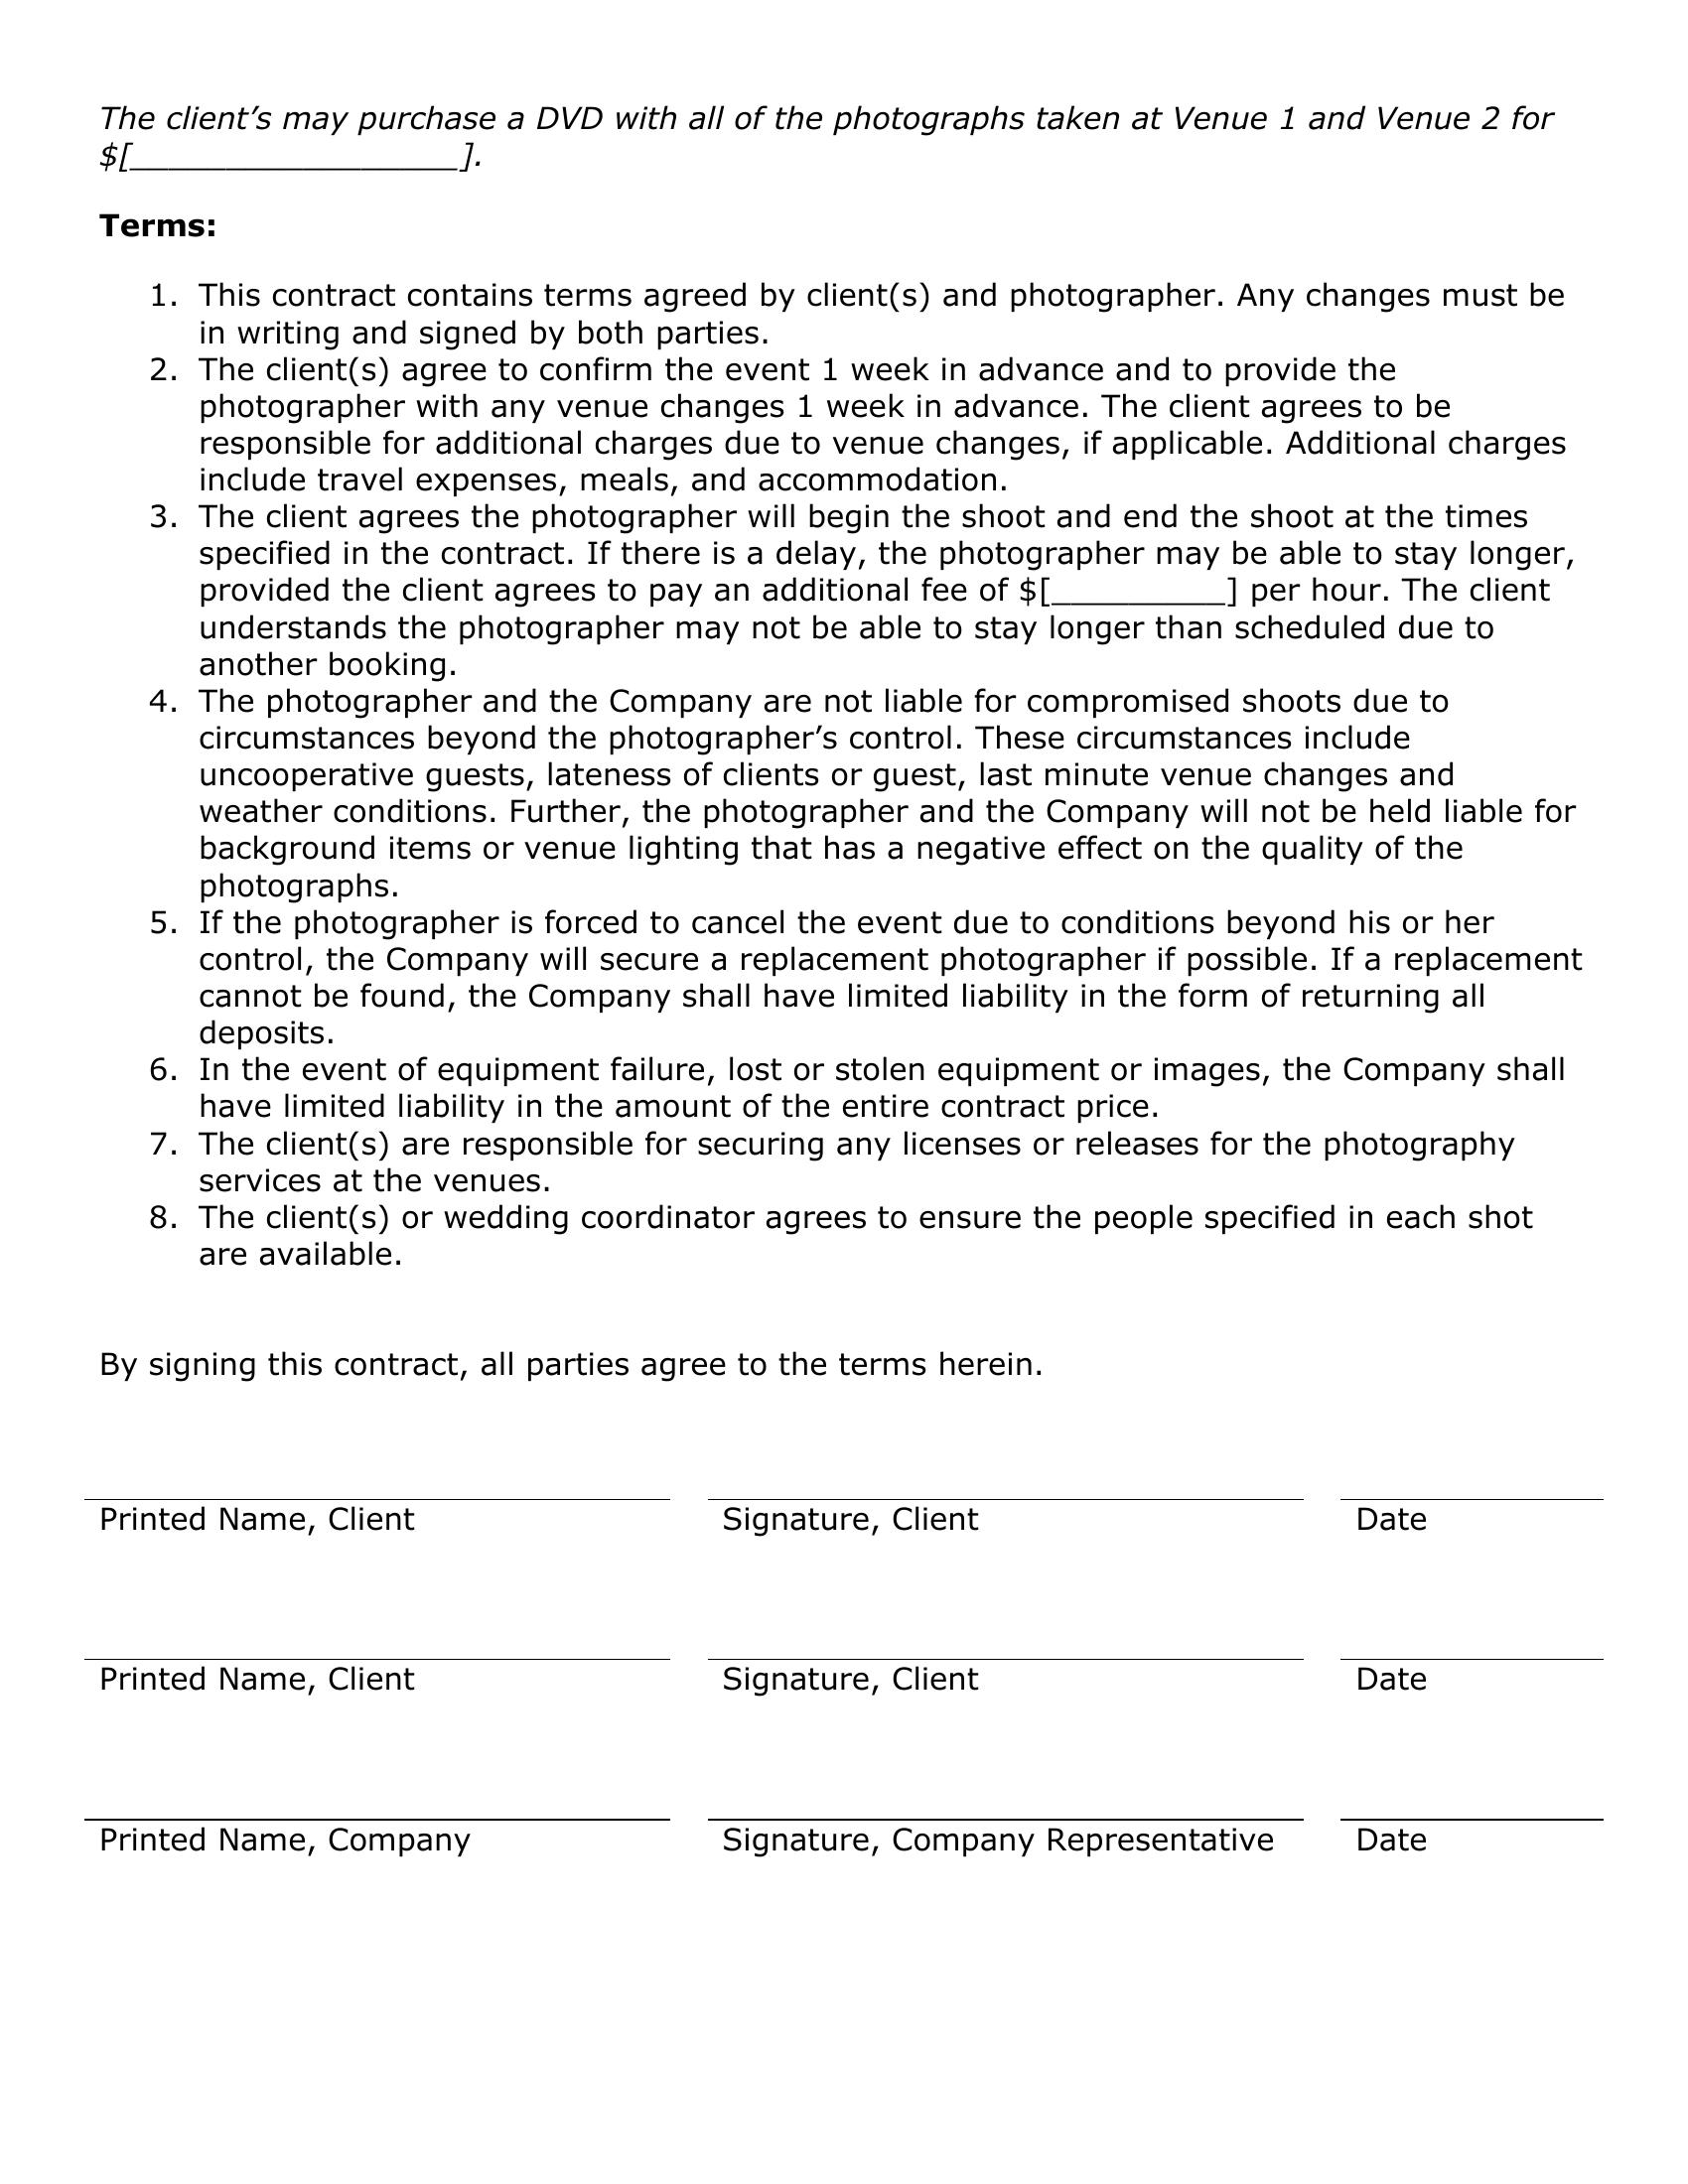 The client’s may purchase a DVD with all of the photographs taken at Venue 1 and Venue 2 for
$[___________________].
Terms:
1. This contract contains terms agreed by client(s) and photographer. Any changes must be
in writing and signed by both parties.
2. The client(s) agree to confirm the event 1 week in advance and to provide the
photographer with any venue changes 1 week in advance. The client agrees to be
responsible for additional charges due to venue changes, if applicable. Additional charges
include travel expenses, meals, and accommodation.
3. The client agrees the photographer will begin the shoot and end the shoot at the times
specified in the contract. If there is a delay, the photographer may be able to stay longer,
provided the client agrees to pay an additional fee of $[__________] per hour. The client
understands the photographer may not be able to stay longer than scheduled due to
another booking.
4. The photographer and the Company are not liable for compromised shoots due to
circumstances beyond the photographer’s control. These circumstances include
uncooperative guests, lateness of clients or guest, last minute venue changes and
weather conditions. Further, the photographer and the Company will not be held liable for
background items or venue lighting that has a negative effect on the quality of the
photographs.
5. If the photographer is forced to cancel the event due to conditions beyond his or her
control, the Company will secure a replacement photographer if possible. If a replacement
cannot be found, the Company shall have limited liability in the form of returning all
deposits.
6. In the event of equipment failure, lost or stolen equipment or images, the Company shall
have limited liability in the amount of the entire contract price.
7. The client(s) are responsible for securing any licenses or releases for the photography
services at the venues.
8. The client(s) or wedding coordinator agrees to ensure the people specified in each shot
are available.
By signing this contract, all parties agree to the terms herein.
Printed Name, Client Signature, Client Date
Printed Name, Client Signature, Client Date
Printed Name, Company Signature, Company Representative Date